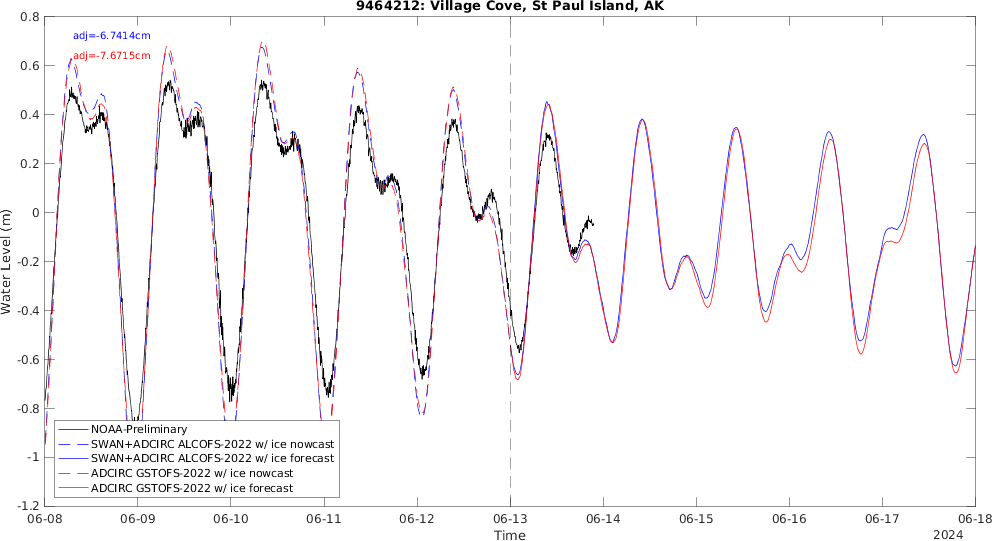 9464212: Village Cove, St Paul Island, AK
adj=-6.7414cm
adj=-7.6715cm
Water Level (m)
0.8
0.6
0.4
0.2
0
-0.2
-0.4
-0.6
-0.8
-1
-1.2
NOAA-Preliminary
SWAN+ADCIRC ALCOFS-2022 w/ ice nowcast
SWAN+ADCIRC ALCOFS-2022 w/ ice forecast
ADCIRC GSTOFS-2022 w/ ice nowcast
ADCIRC GSTOFS-2022 w/ ice forecast
06-08 06-09 06-10 06-11 06-12 06-13 06-14 06-15 06-16 06-17 06-18
Time
2024